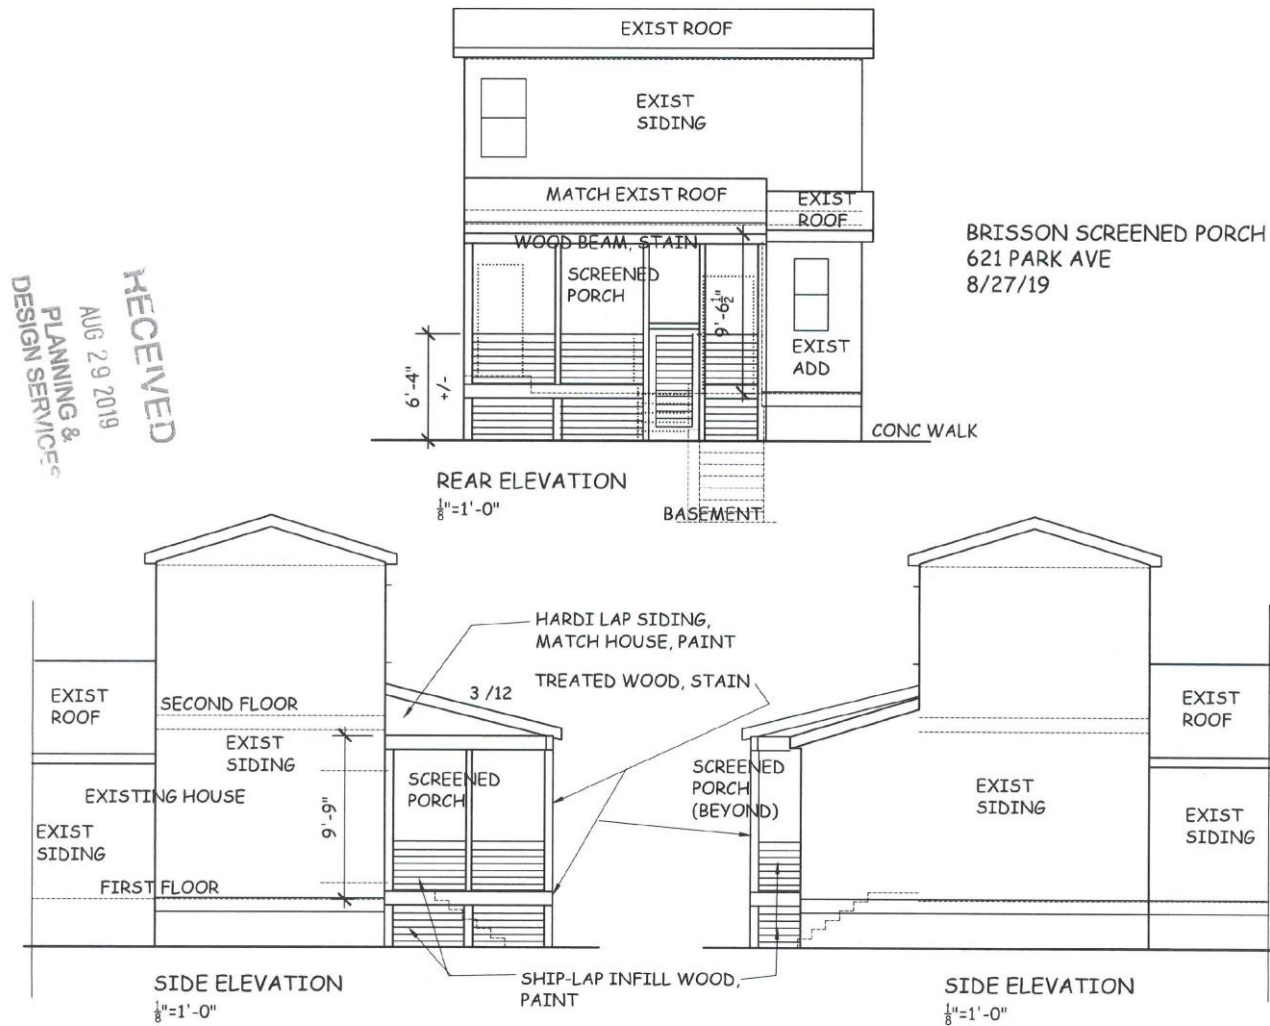 EXIST ROOF
EXIST
SIDING
MATCH EXIST ROOF
EXIST
ROOF
WOOD BEAM, STAIN
SCREENED
PORCH
9'-6½"
EXIST
ADD
6'-4"
+/-
CONC WALK
REAR ELEVATION
⅛"=1'-0"
BASEMENT
BRISSON SCREENED PORCH
621 PARK AVE
8/27/19
RECEIVED
AUG 29 2019
PLANNING &
DESIGN SERVICES
HARDI LAP SIDING,
MATCH HOUSE, PAINT
TREATED WOOD, STAIN
3 /12
EXIST
ROOF
SECOND FLOOR
EXIST
SIDING
SCREENED
PORCH
EXISTING HOUSE
9'-9"
EXIST
SIDING
FIRST FLOOR
SIDE ELEVATION
⅛"=1'-0"
SHIP-LAP INFILL WOOD,
PAINT
SCREENED
PORCH
(BEYOND)
EXIST
SIDING
EXIST
ROOF
EXIST
SIDING
SIDE ELEVATION
⅛"=1'-0"